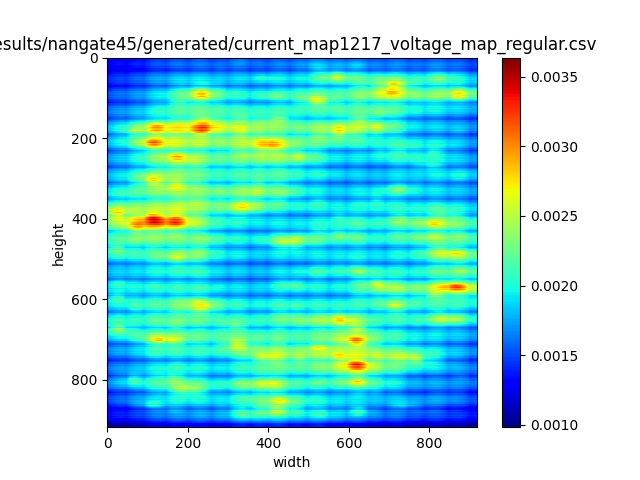 esults/nangate45/generated/current_map1217_voltage_map_regular.csv
0
200
400
600
800
height
0 200 400 600 800
width
0.0035
0.0030
0.0025
0.0020
0.0015
0.0010